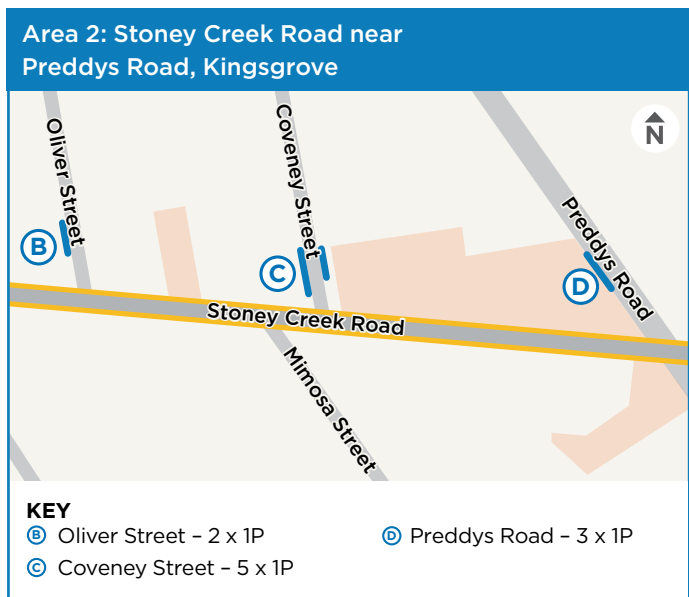 Area 2: Stoney Creek Road near
Preddys Road, Kingsgrove
N
Oliver Street
Coveney Street
Preddys Road
B
C
D
Stoney Creek Road
Mimosa Street
KEY
B Oliver Street – 2 x 1P
C Coveney Street – 5 x 1P
D Preddys Road – 3 x 1P